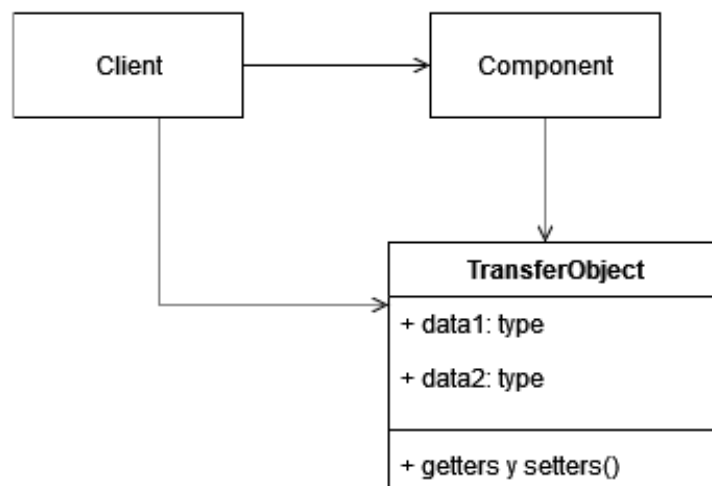 Client
Component
TransferObject
+ data1: type
+ data2: type
+ getters y setters()